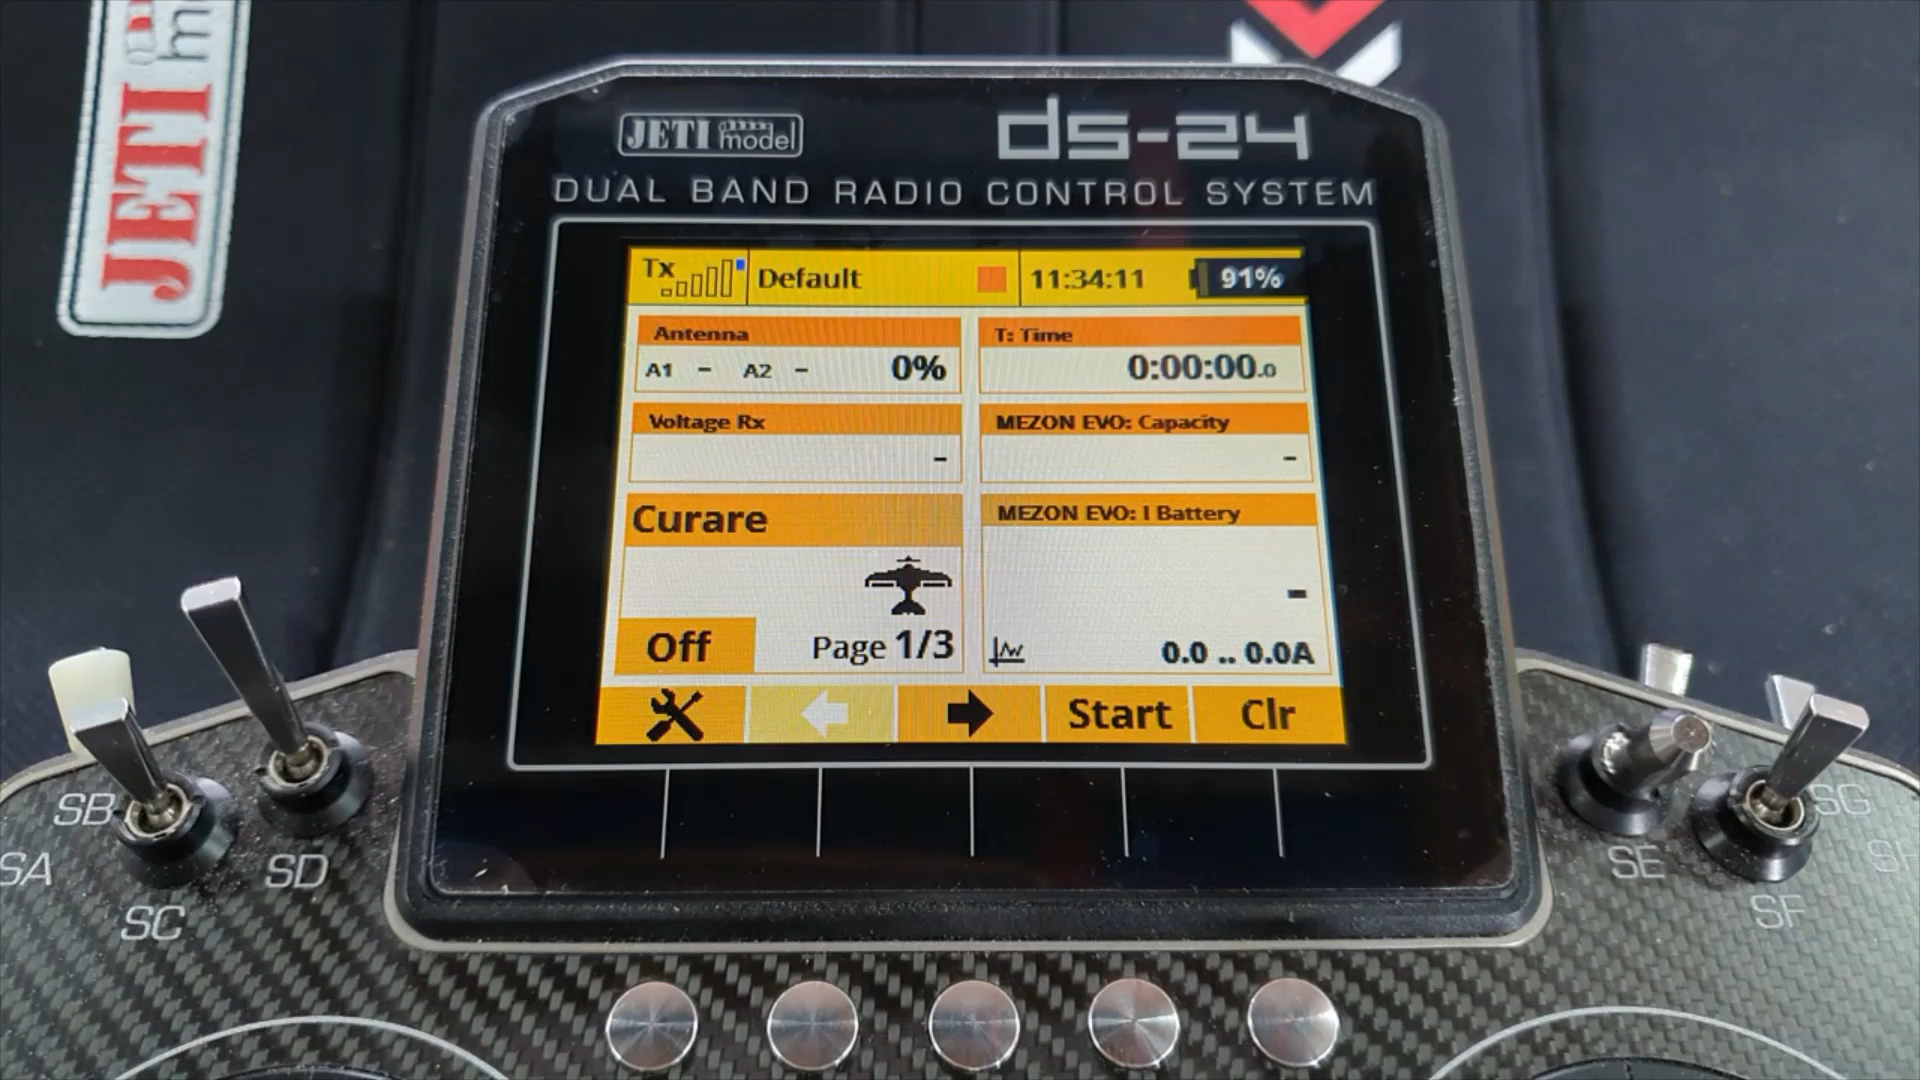 JETI
m
JETI model
ds-24
DUAL BAND RADIO CONTROL SYSTEM
Tx
Default
11:34:11
91%
Antenna
A1 - A2 - 0%
T: Time
0:00:00.0
Voltage Rx
-
MEZON EVO: Capacity
-
Curare
Off
Page 1/3
MEZON EVO: I Battery
-
0.0 .. 0.0A
Start
Clr
SB
SA
SD
SC
SG
SE
SF